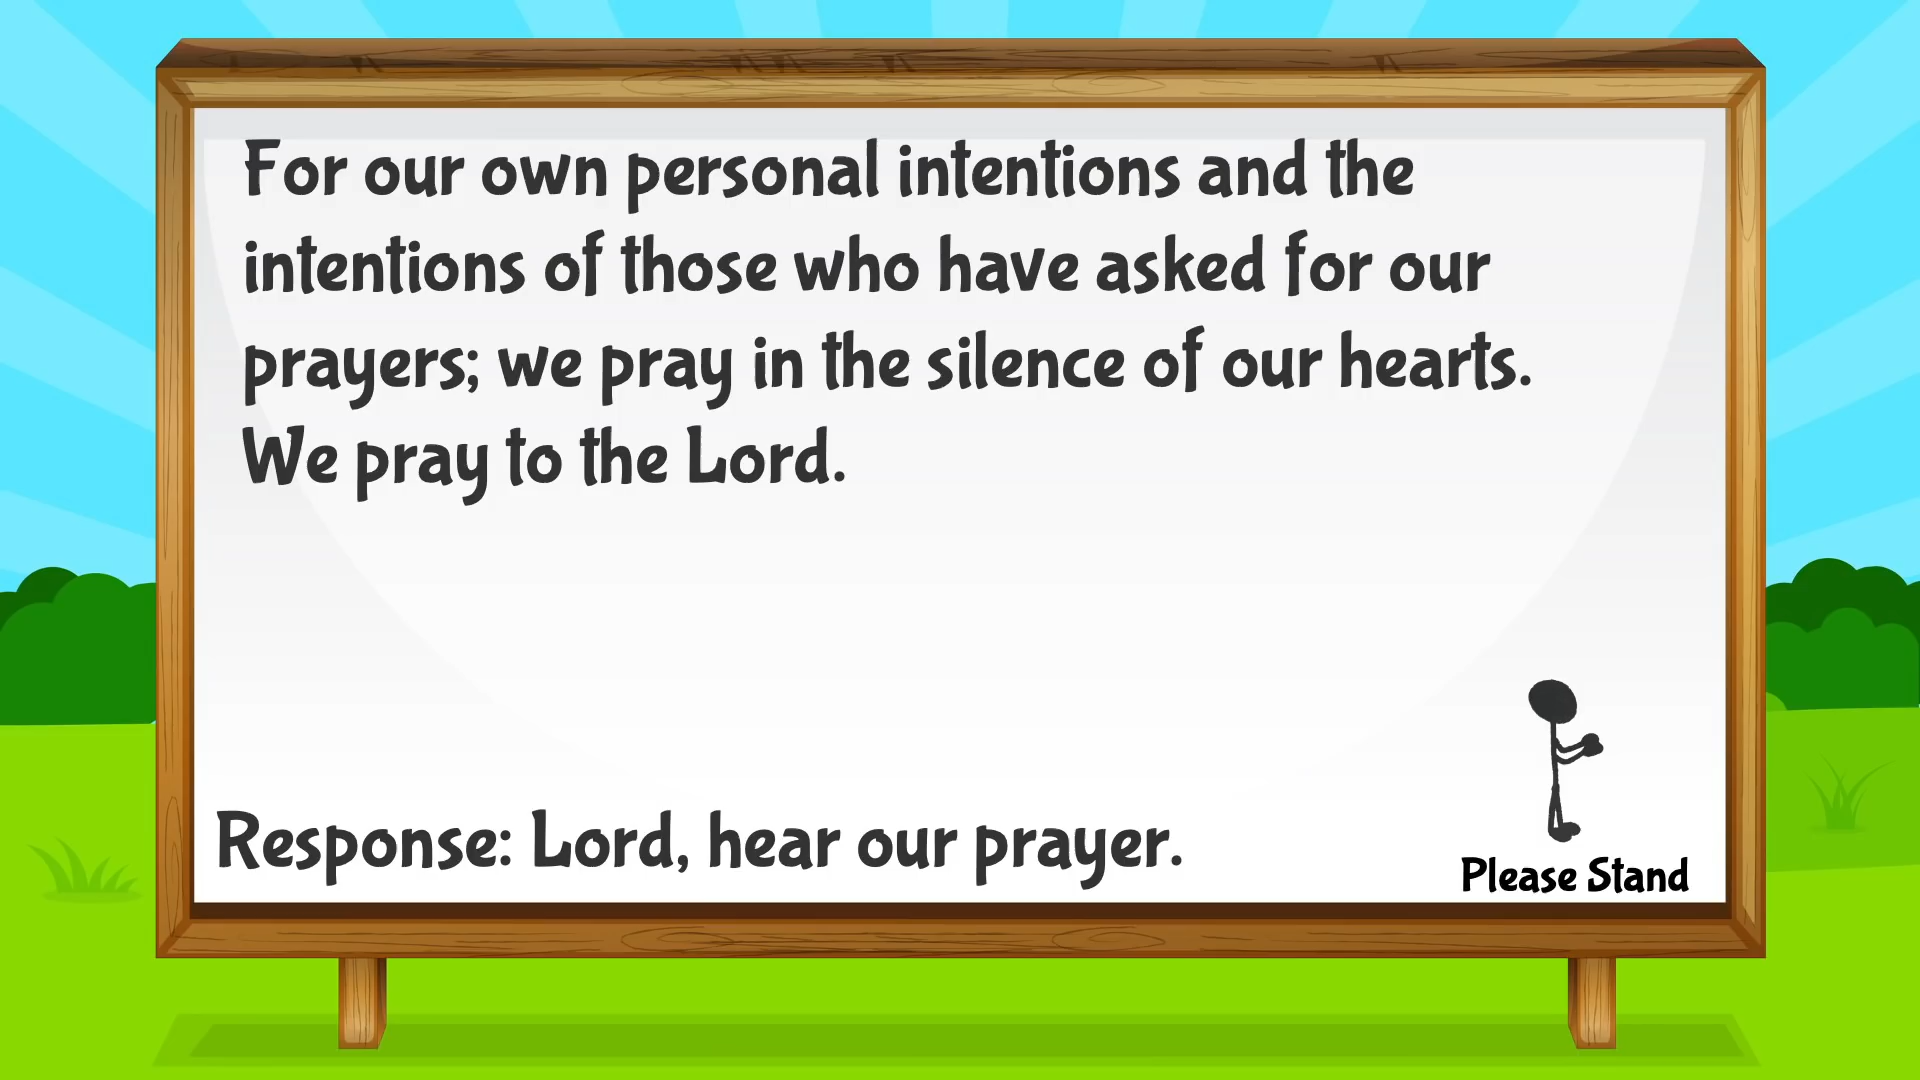 For our own personal intentions and the
intentions of those who have asked for our
prayers; we pray in the silence of our hearts.
We pray to the Lord.
Response: Lord, hear our prayer.
Please Stand